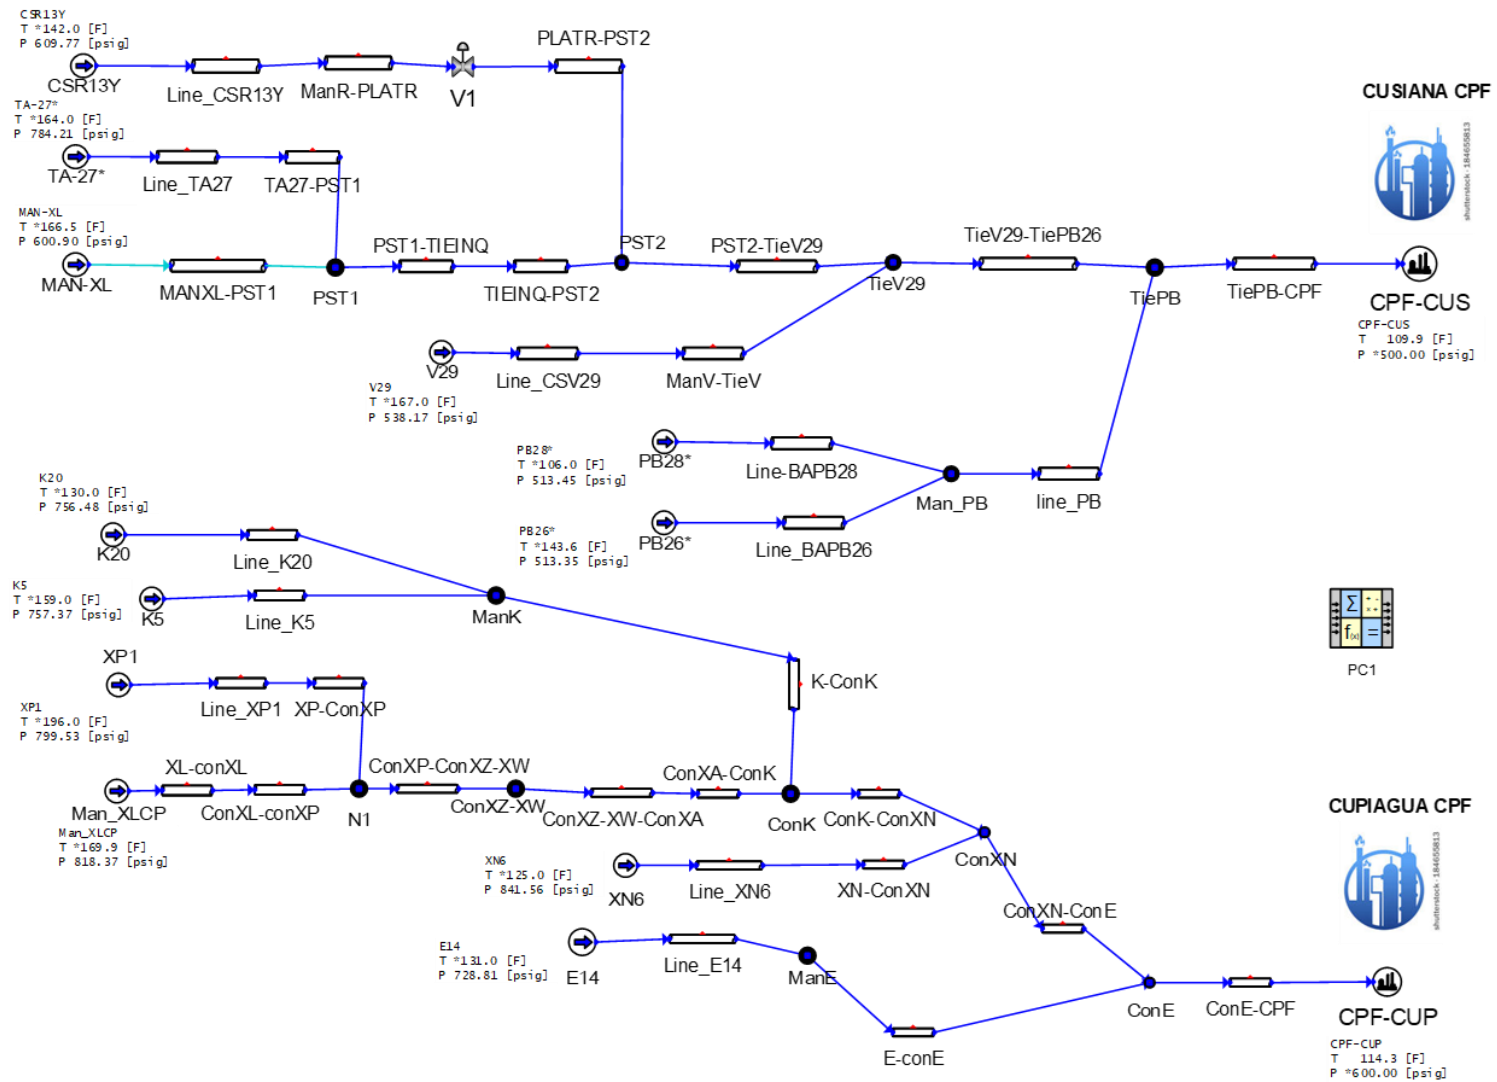 CSR13Y
T *142.0 [F]
P 609.77 [psig]
CSR13Y
Line_CSR13Y
ManR-PLATR
V1
PLATR-PST2
CUSIANA CPF
shutterstock · 184655813
TA-27*
T *164.0 [F]
P 784.21 [psig]
TA-27*
Line_TA27
TA27-PST1
MAN-XL
T *166.5 [F]
P 600.90 [psig]
MAN-XL
MANXL-PST1
PST1
PST1-TIEINQ
TIEINQ-PST2
PST2
PST2-TieV29
TieV29
TieV29-TiePB26
TiePB
TiePB-CPF
CPF-CUS
CPF-CUS
T 109.9 [F]
P *500.00 [psig]
V29
Line_CSV29
ManV-TieV
V29
T *167.0 [F]
P 538.17 [psig]
PB28*
T *106.0 [F]
P 513.45 [psig]
PB28*
Line-BAPB28
Man_PB
line_PB
PB26*
T *143.6 [F]
P 513.35 [psig]
PB26*
Line_BAPB26
K20
T *130.0 [F]
P 756.48 [psig]
K20
Line_K20
K5
T *159.0 [F]
P 757.37 [psig]
K5
Line_K5
ManK
K-ConK
PC1
XP1
Line_XP1
XP-ConXP
XP1
T *196.0 [F]
P 799.53 [psig]
XL-conXL
Man_XLCP
ConXL-conXP
N1
ConXP-ConXZ-XW
ConXZ-XW
ConXZ-XW-ConXA
ConXA-ConK
ConK
ConK-ConXN
ConXN
Man_XLCP
T *169.9 [F]
P 818.37 [psig]
CUPIAGUA CPF
shutterstock · 184655813
XN6
T *125.0 [F]
P 841.56 [psig]
XN6
Line_XN6
XN-ConXN
ConXN-ConE
E14
T *131.0 [F]
P 728.81 [psig]
E14
Line_E14
ManE
E-conE
ConE
ConE-CPF
CPF-CUP
CPF-CUP
T 114.3 [F]
P *600.00 [psig]